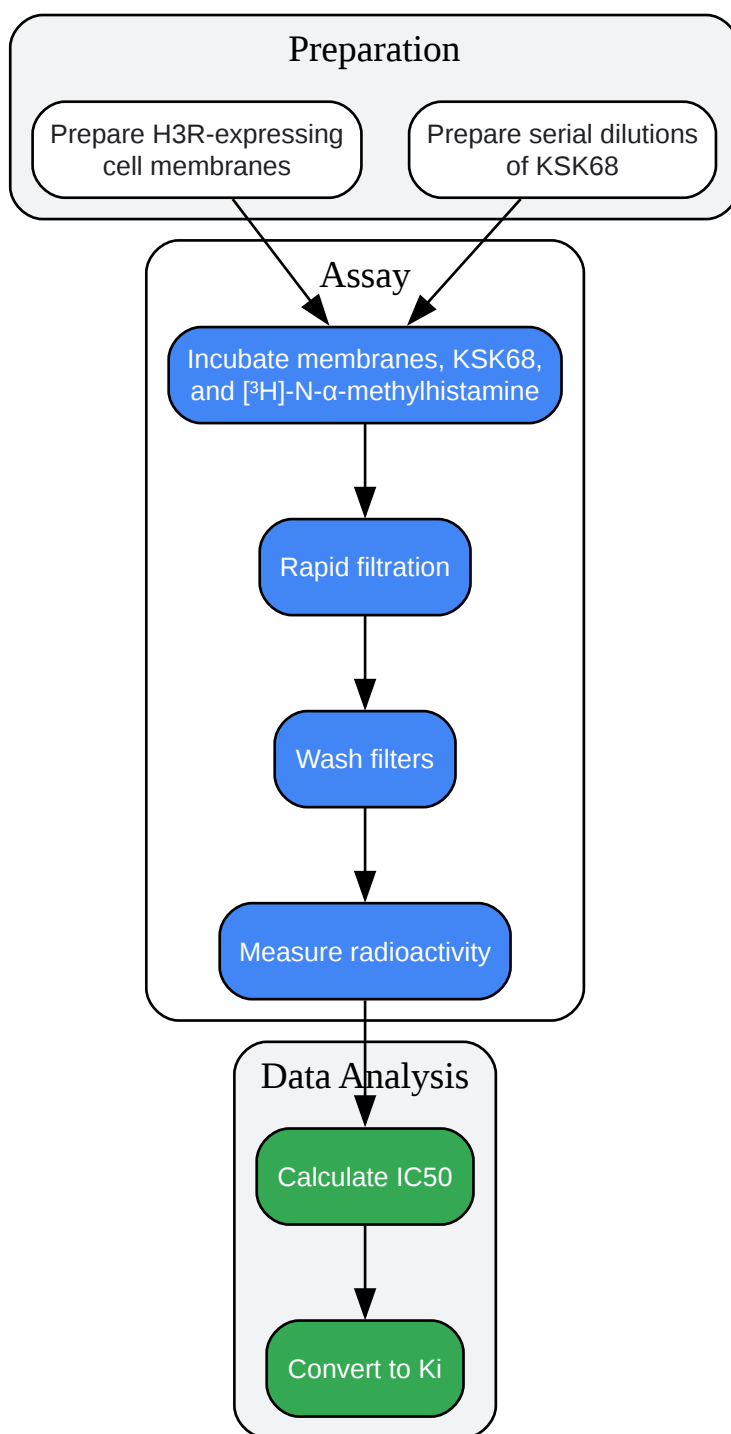 Preparation
Prepare H3R-expressing
cell membranes
Prepare serial dilutions
of KSK68
Assay
Incubate membranes, KSK68,
and [³H]-N-α-methylhistamine
Rapid filtration
Wash filters
Measure radioactivity
Data Analysis
Calculate IC50
Convert to Ki